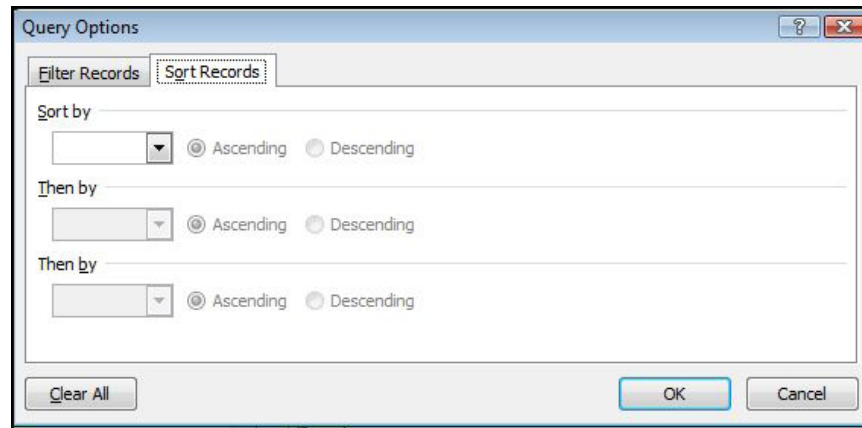 Query Options
Filter Records Sort Records
Sort by
Ascending Descending
Then by
Ascending Descending
Then by
Ascending Descending
Clear All OK Cancel